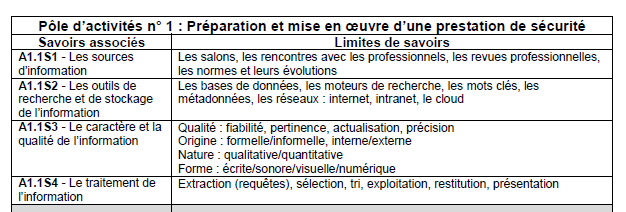 Pôle d’activités n° 1 : Préparation et mise en œuvre d’une prestation de sécurité
Savoirs associés
Limites de savoirs
A1.1S1 - Les sources
d’information
Les salons, les rencontres avec les professionnels, les revues professionnelles,
les normes et leurs évolutions
A1.1S2 - Les outils de
recherche et de stockage
de l’information
Les bases de données, les moteurs de recherche, les mots clés, les
métadonnées, les réseaux : internet, intranet, le cloud
A1.1S3 - Le caractère et la
qualité de l’information
Qualité : fiabilité, pertinence, actualisation, précision
Origine : formelle/informelle, interne/externe
Nature : qualitative/quantitative
Forme : écrite/sonore/visuelle/numérique
A1.1S4 - Le traitement de
l’information
Extraction (requêtes), sélection, tri, exploitation, restitution, présentation